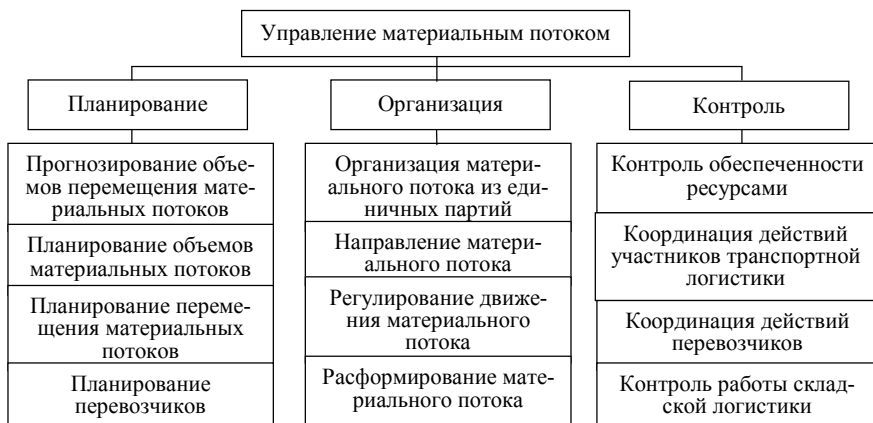 Управление материальным потоком
Планирование
Организация
Контроль
Прогнозирование объе-
мов перемещения мате-
риальных потоков
Планирование объемов
материальных потоков
Планирование переме-
щения материальных
потоков
Планирование
перевозчиков
Организация матери-
ального потока из еди-
ничных партий
Направление матери-
ального потока
Регулирование движе-
ния материального
потока
Расформирование мате-
риального потока
Контроль обеспеченности
ресурсами
Координация действий
участников транспортной
логистики
Координация действий
перевозчиков
Контроль работы склад-
ской логистики